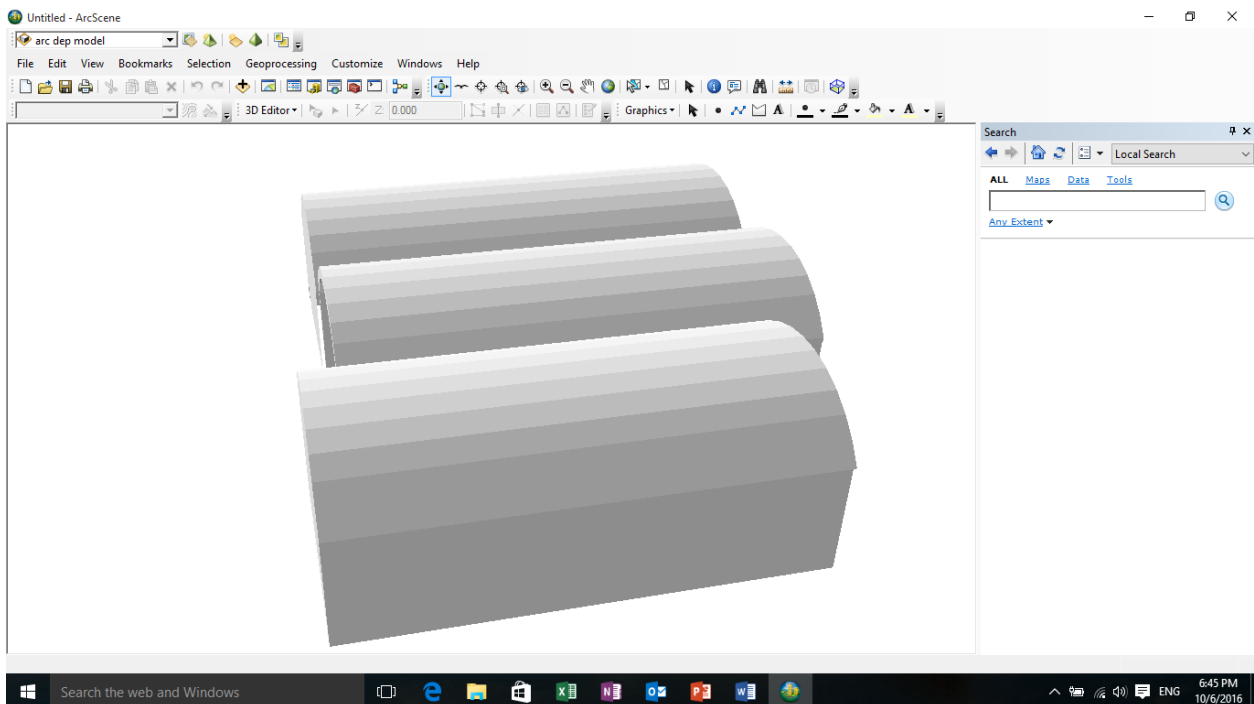 Untitled - ArcScene
arc dep model
File Edit View Bookmarks Selection Geoprocessing Customize Windows Help
3D Editor Z: 0.000 Graphics A A
Search
Local Search
ALL Maps Data Tools
Any Extent
Search the web and Windows
ENG
6:45 PM
10/6/2016